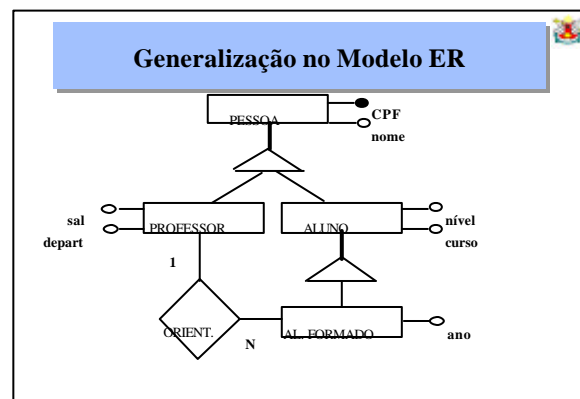 Generalização no Modelo ER
PESSOA
CPF
nome
sal
depart
PROFESSOR
ALUNO
nível
curso
1
ORIENT.
N
AL. FORMADO
ano